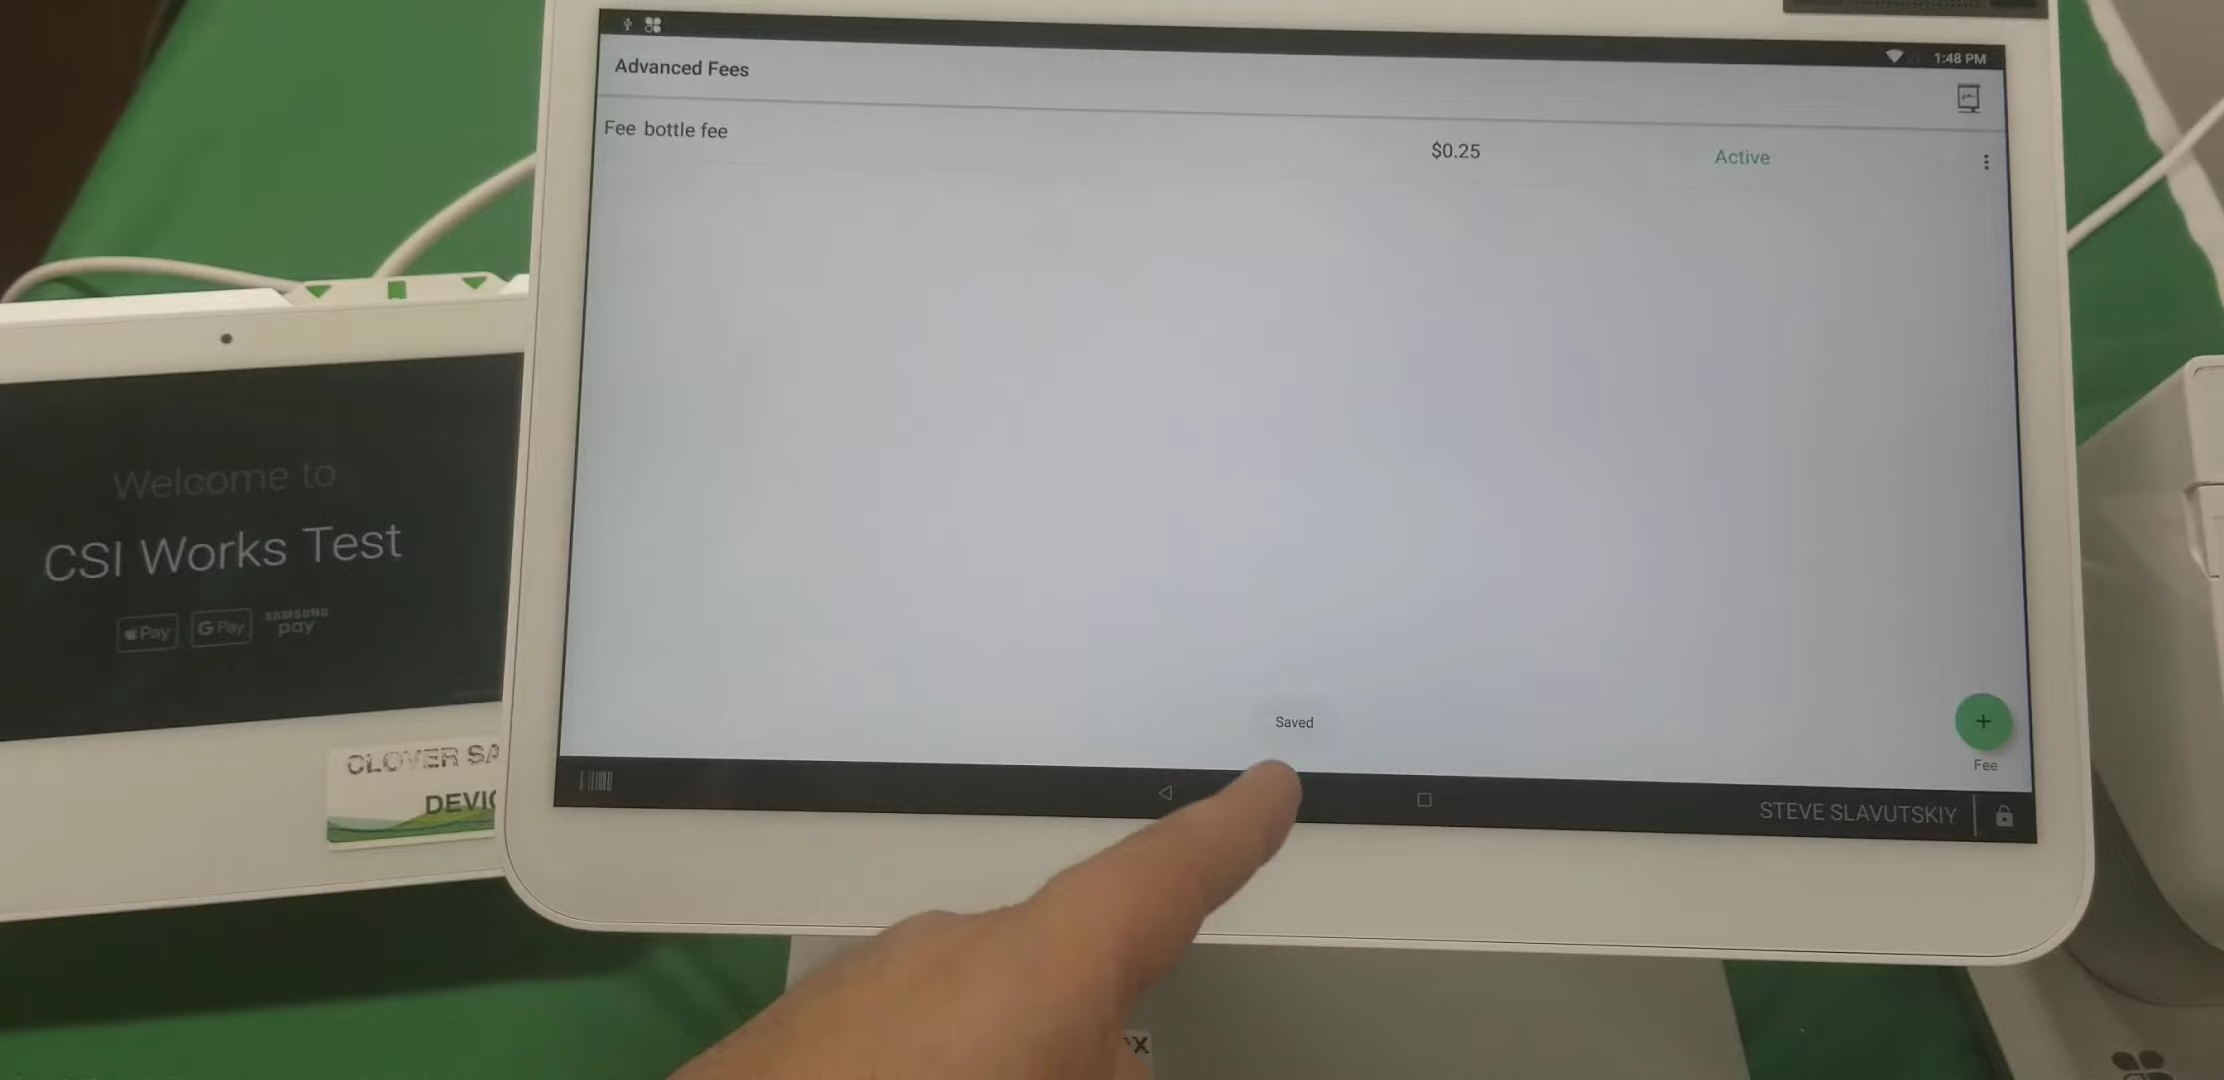 1:48 PM
Advanced Fees
Fee bottle fee
$0.25
Active
Saved
+
Fee
STEVE SLAVUTSKIY
Welcome to
CSI Works Test
Pay
G Pay
SAMSUNG
pay
CLOVER SA
DEVIC